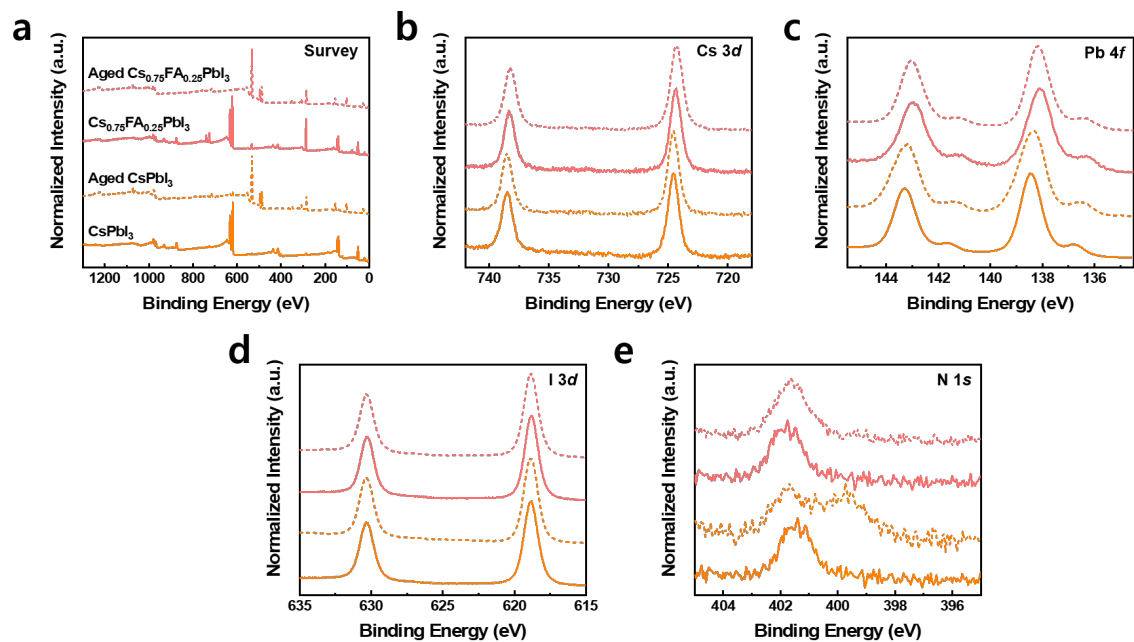 a
Normalized Intensity (a.u.)
Survey
Aged Cs0.75FA0.25PbI3
Cs0.75FA0.25PbI3
Aged CsPbI3
CsPbI3
1200 1000 800 600 400 200 0
Binding Energy (eV)
b
Normalized Intensity (a.u.)
Cs 3d
740 735 730 725 720
Binding Energy (eV)
c
Normalized Intensity (a.u.)
Pb 4f
144 142 140 138 136
Binding Energy (eV)
d
Normalized Intensity (a.u.)
I 3d
635 630 625 620 615
Binding Energy (eV)
e
Normalized Intensity (a.u.)
N 1s
404 402 400 398 396
Binding Energy (eV)